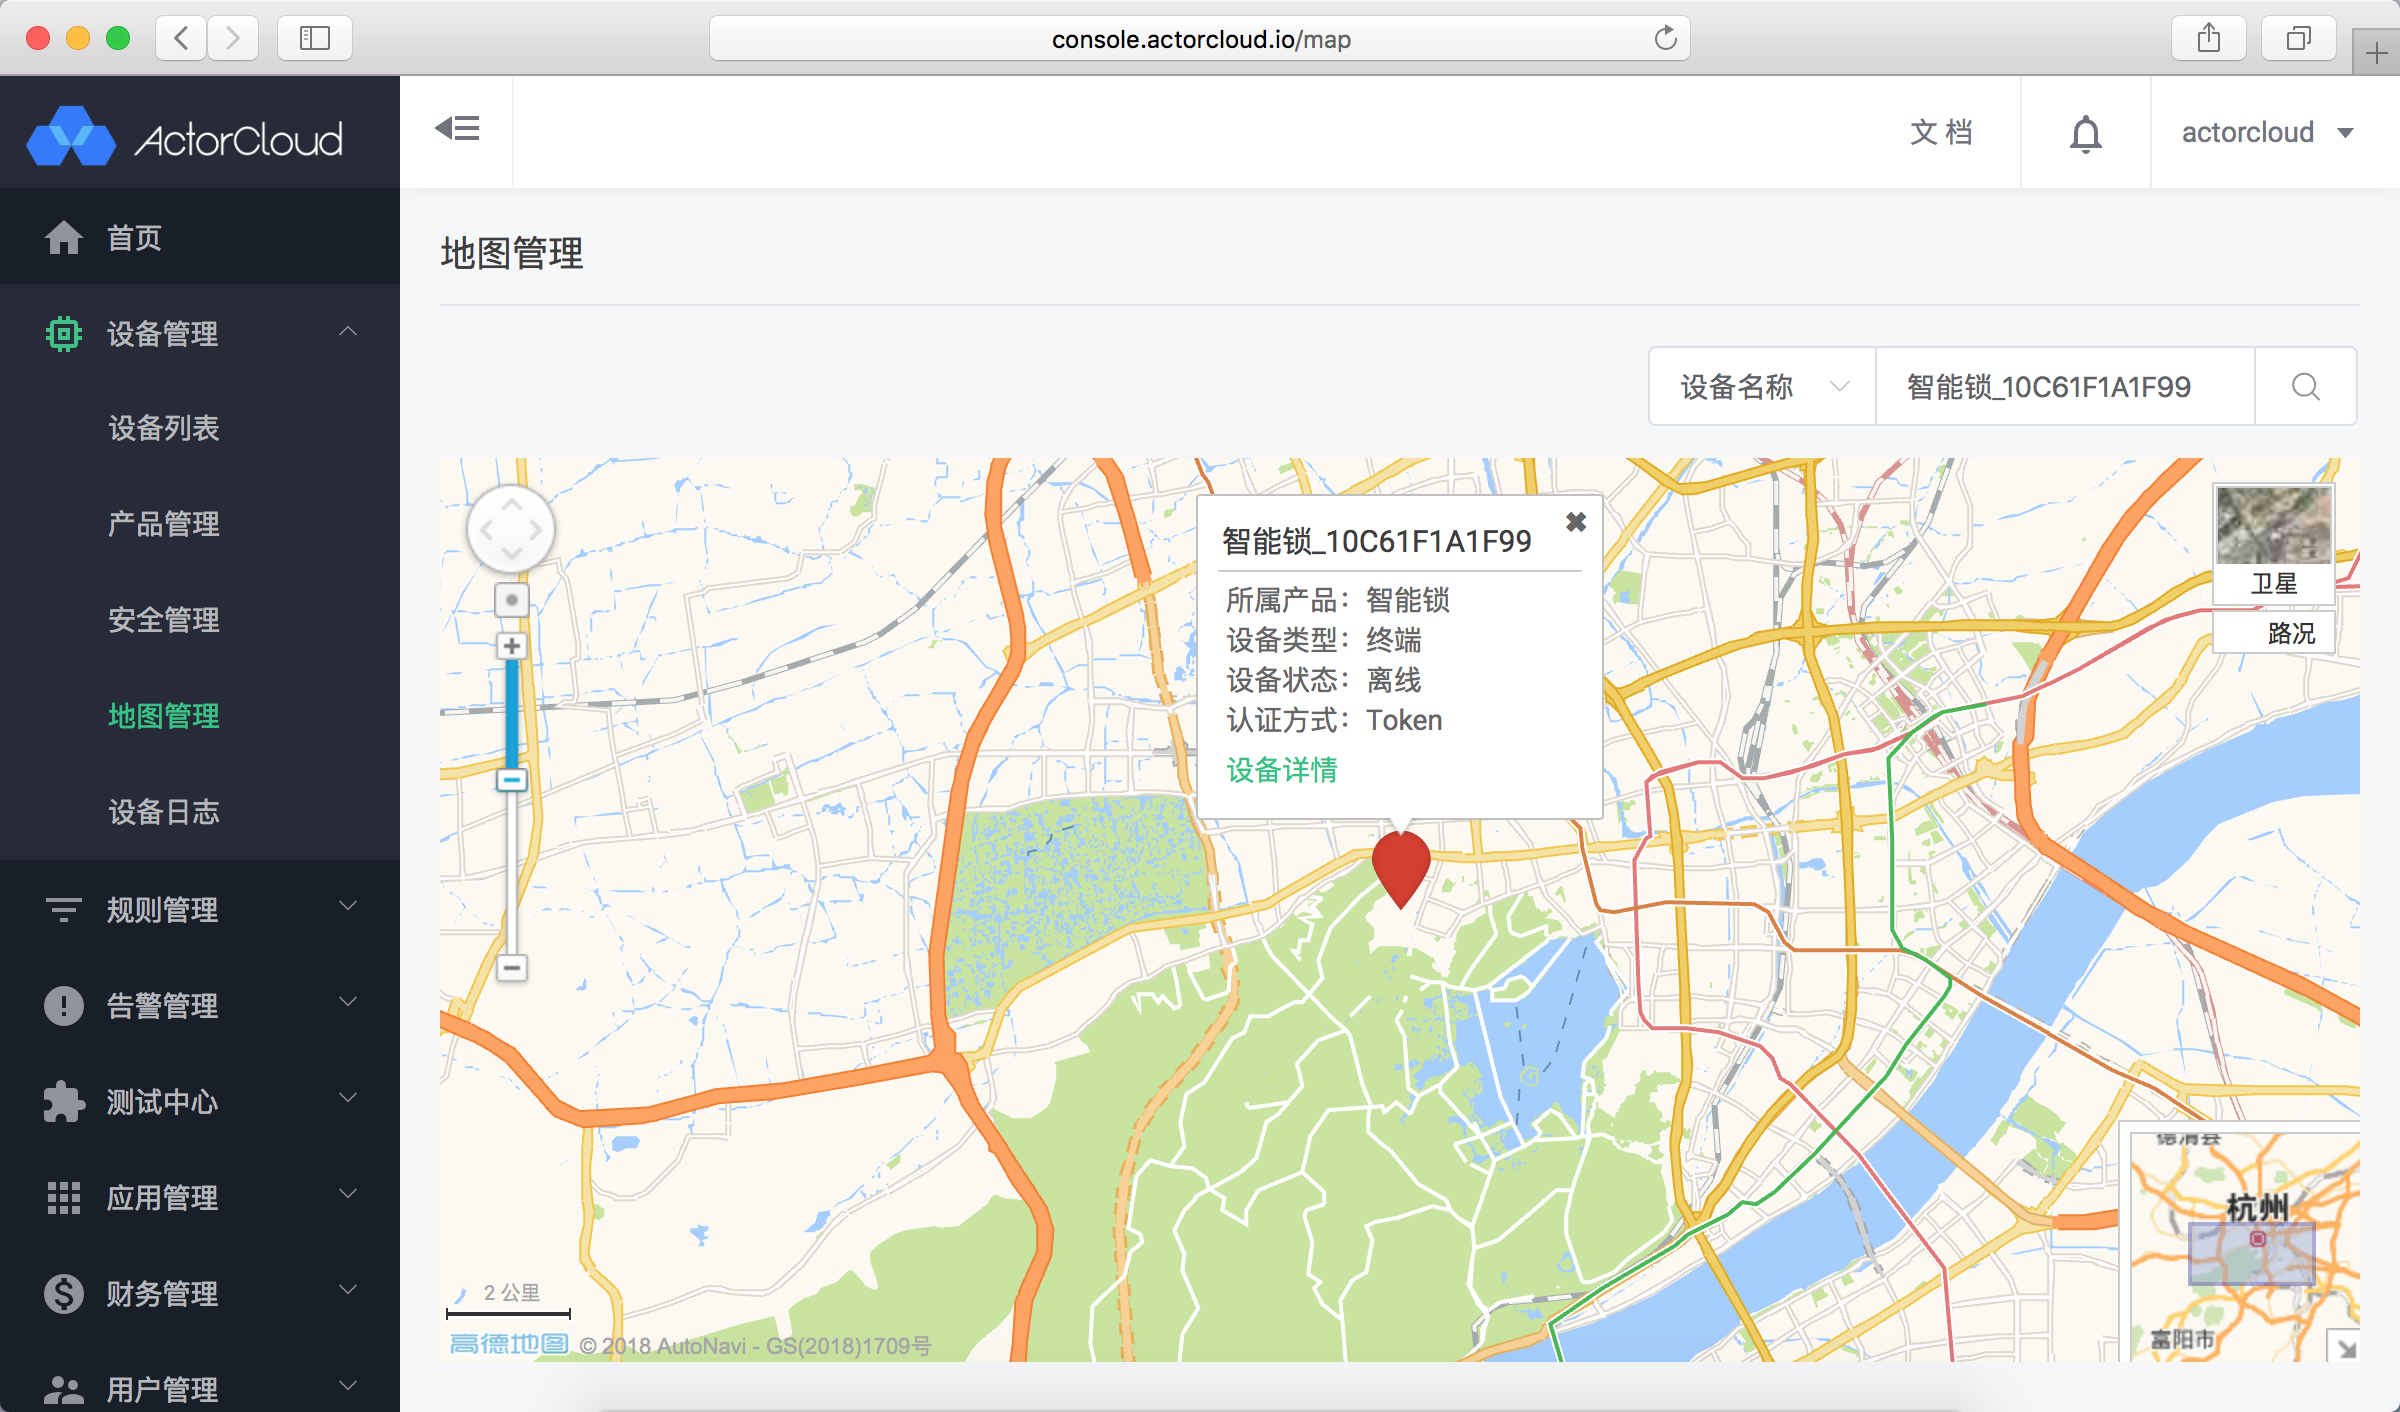 console.actorcloud.io/map
ActorCloud
文档
actorcloud
首页
设备管理
设备列表
产品管理
安全管理
地图管理
设备日志
规则管理
告警管理
测试中心
应用管理
财务管理
用户管理
地图管理
设备名称
智能锁_10C61F1A1F99
智能锁_10C61F1A1F99
所属产品：智能锁
设备类型：终端
设备状态：离线
认证方式：Token
设备详情
卫星
路况
德清县
杭州
富阳市
2 公里
高德地图 © 2018 AutoNavi - GS(2018)1709号